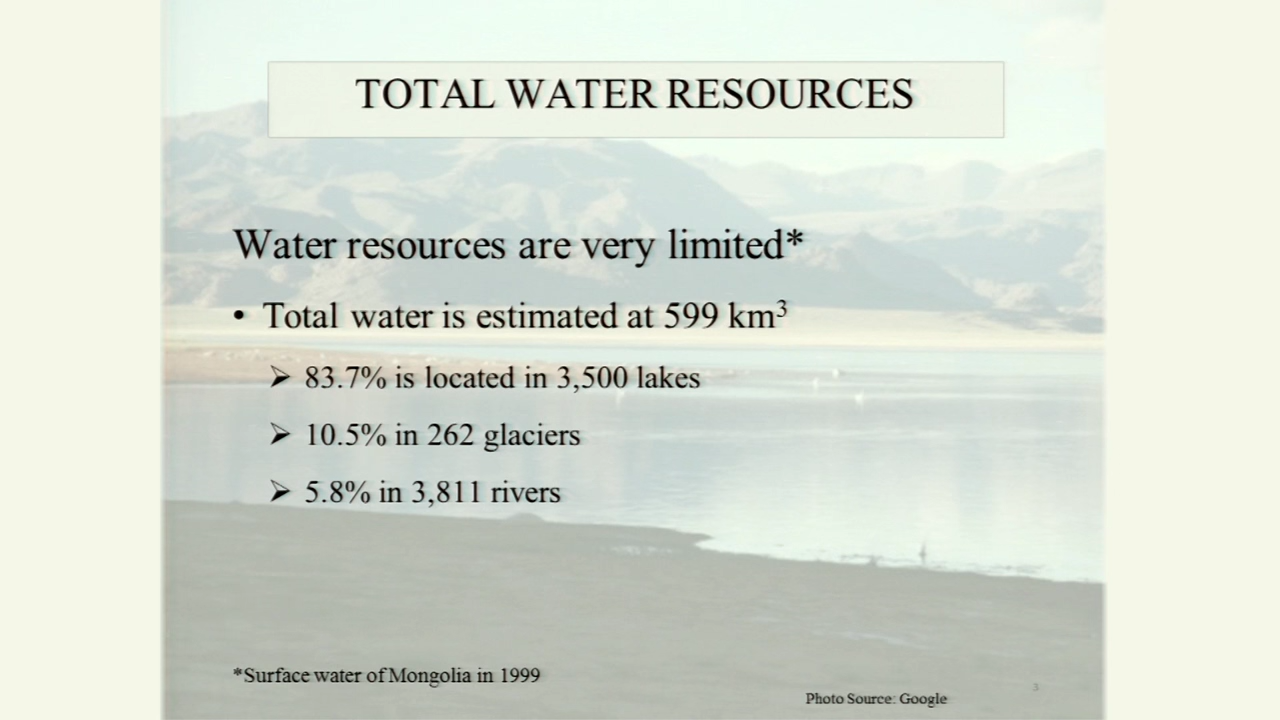 TOTAL WATER RESOURCES
Water resources are very limited*
• Total water is estimated at 599 km³
➢ 83.7% is located in 3,500 lakes
➢ 10.5% in 262 glaciers
➢ 5.8% in 3,811 rivers
*Surface water of Mongolia in 1999
Photo Source: Google
3